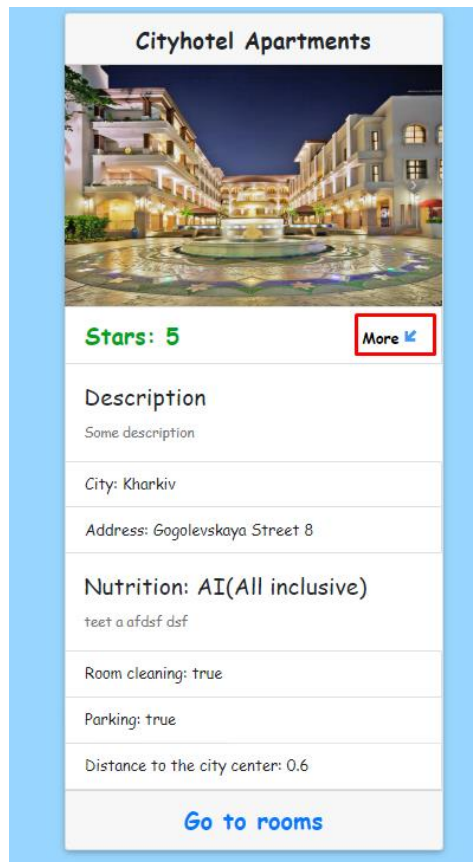 Cityhotel Apartments
Stars: 5
More
Description
Some description
City: Kharkiv
Address: Gogolevskaya Street 8
Nutrition: AI(All inclusive)
teet a afdsf dsf
Room cleaning: true
Parking: true
Distance to the city center: 0.6
Go to rooms